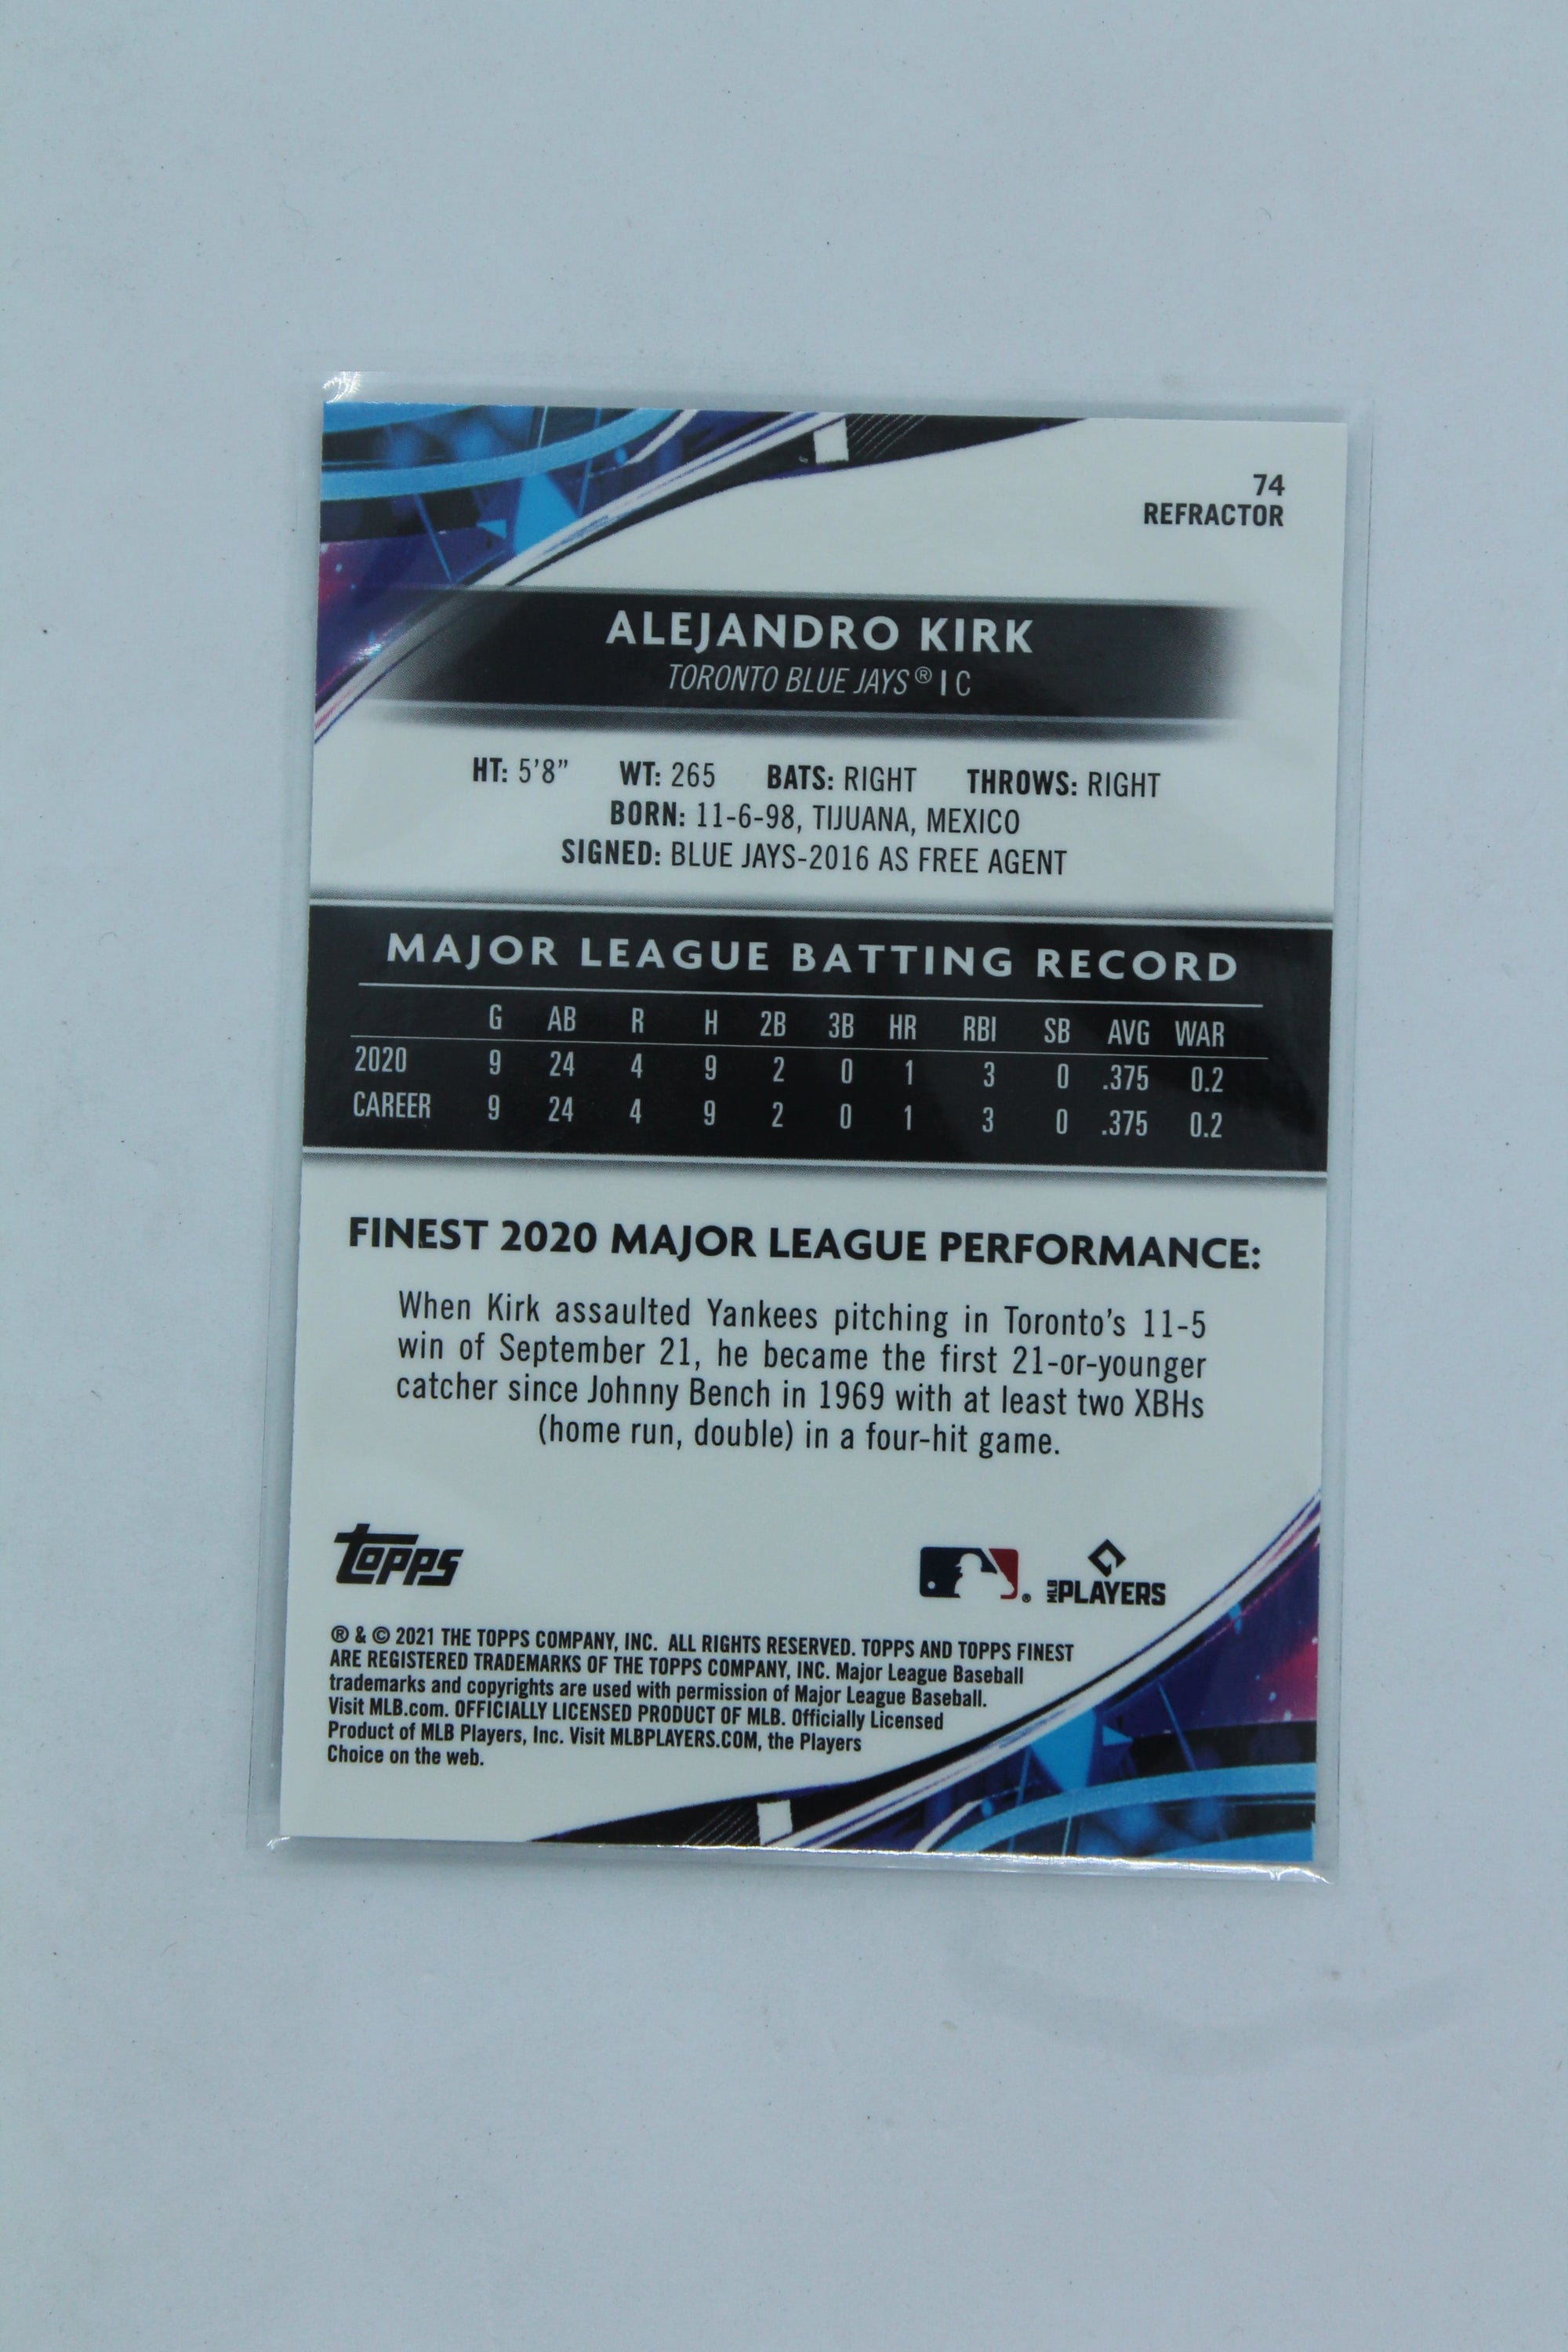 74
REFRACTOR
ALEJANDRO KIRK
TORONTO BLUE JAYS® | C
HT: 5'8" WT: 265 BATS: RIGHT THROWS: RIGHT
BORN: 11-6-98, TIJUANA, MEXICO
SIGNED: BLUE JAYS-2016 AS FREE AGENT
MAJOR LEAGUE BATTING RECORD
G AB R H 2B 3B HR RBI SB AVG WAR
2020 9 24 4 9 2 0 1 3 0 .375 0.2
CAREER 9 24 4 9 2 0 1 3 0 .375 0.2
FINEST 2020 MAJOR LEAGUE PERFORMANCE:
When Kirk assaulted Yankees pitching in Toronto's 11-5
win of September 21, he became the first 21-or-younger
catcher since Johnny Bench in 1969 with at least two XBHs
(home run, double) in a four-hit game.
topps
MLB PLAYERS
® & © 2021 THE TOPPS COMPANY, INC. ALL RIGHTS RESERVED. TOPPS AND TOPPS FINEST
ARE REGISTERED TRADEMARKS OF THE TOPPS COMPANY, INC. Major League Baseball
trademarks and copyrights are used with permission of Major League Baseball.
Visit MLB.com. OFFICIALLY LICENSED PRODUCT OF MLB. Officially Licensed
Product of MLB Players, Inc. Visit MLBPLAYERS.COM, the Players
Choice on the web.